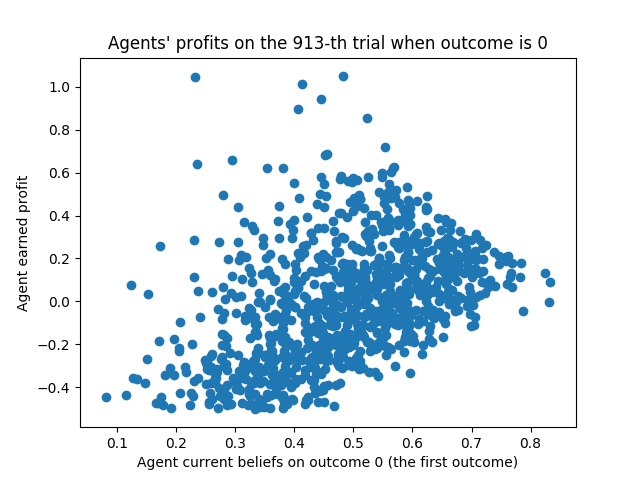 Agents' profits on the 913-th trial when outcome is 0
1.0
0.8
0.6
0.4
0.2
0.0
−0.2
−0.4
Agent earned profit
0.1 0.2 0.3 0.4 0.5 0.6 0.7 0.8
Agent current beliefs on outcome 0 (the first outcome)